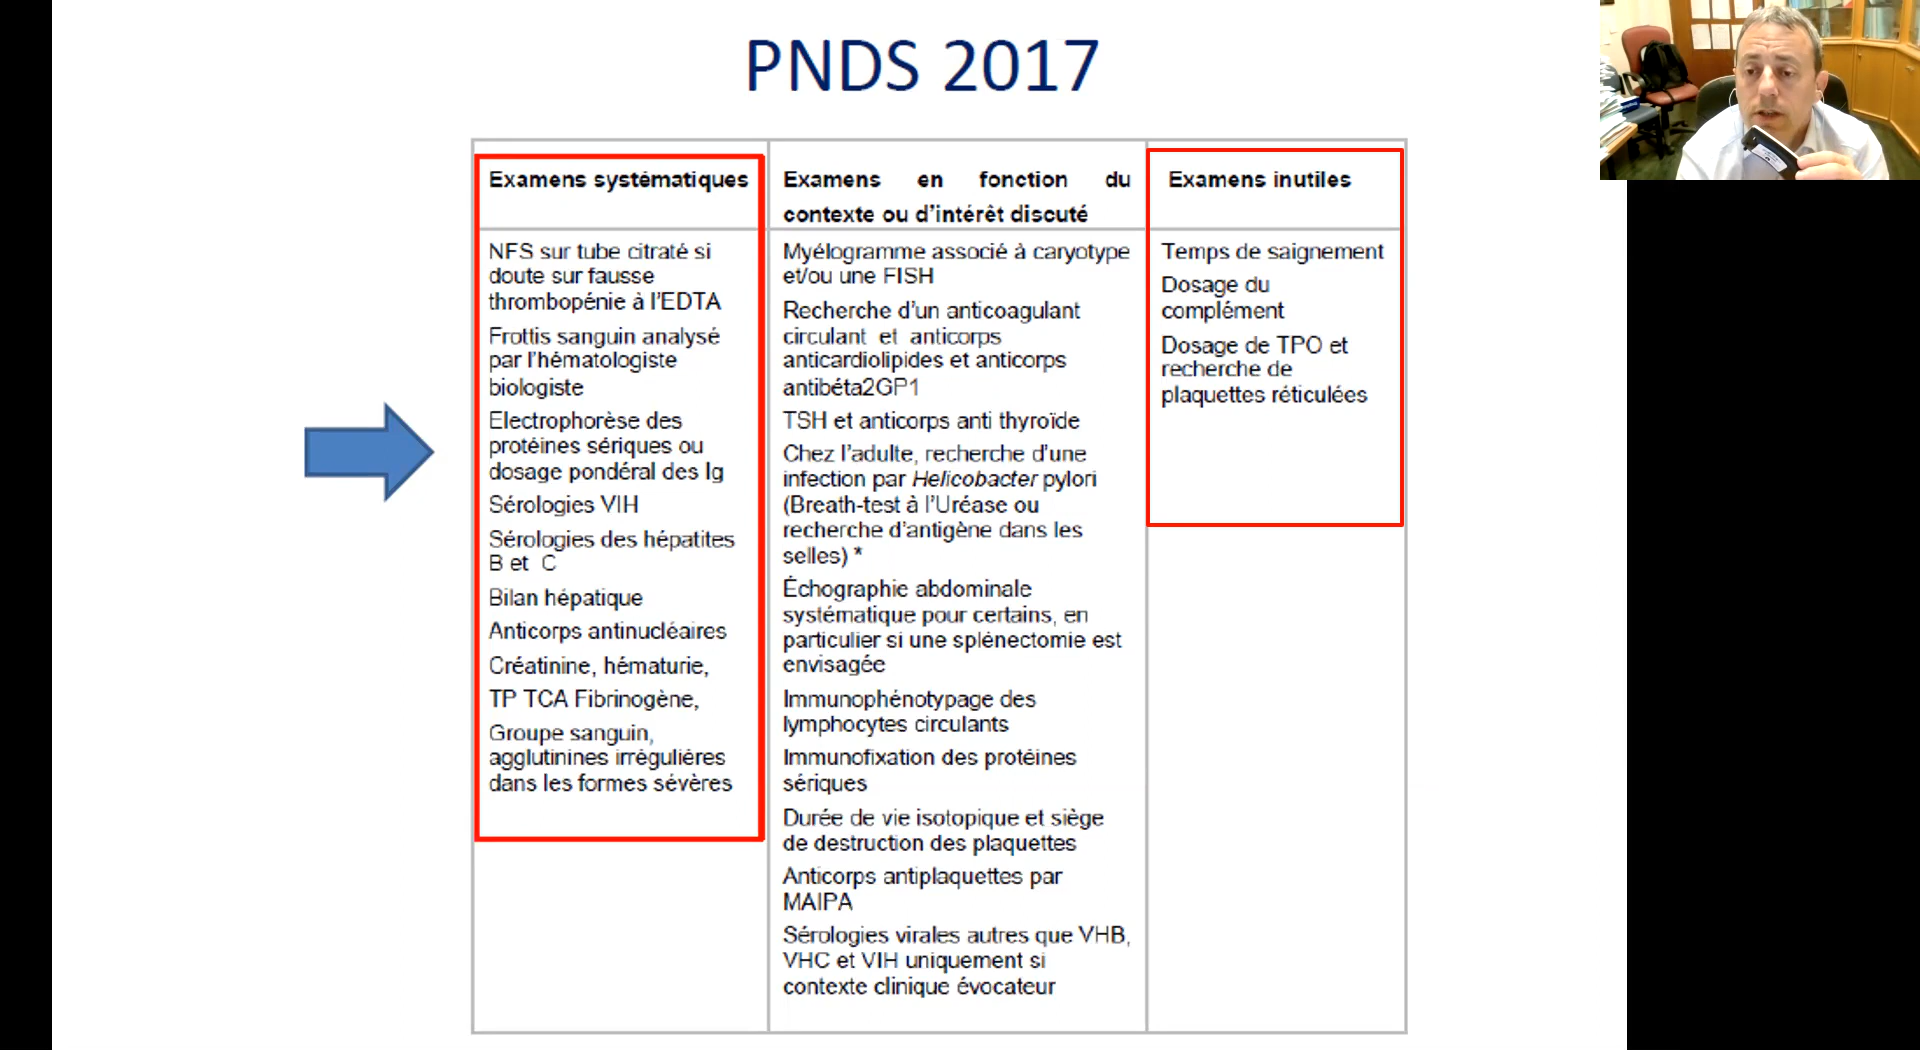 PNDS 2017
Examens systématiques
NFS sur tube citraté si
doute sur fausse
thrombopénie à l'EDTA
Frottis sanguin analysé
par l'hématologiste
biologiste
Electrophorèse des
protéines sériques ou
dosage pondéral des Ig
Sérologies VIH
Sérologies des hépatites
B et C
Bilan hépatique
Anticorps antinucléaires
Créatinine, hématurie,
TP TCA Fibrinogène,
Groupe sanguin,
agglutinines irrégulières
dans les formes sévères
Examens en fonction du
contexte ou d'intérêt discuté
Myélogramme associé à caryotype
et/ou une FISH
Recherche d'un anticoagulant
circulant et anticorps
anticardiolipides et anticorps
antibéta2GP1
TSH et anticorps anti thyroïde
Chez l'adulte, recherche d'une
infection par Helicobacter pylori
(Breath-test à l'Uréase ou
recherche d'antigène dans les
selles) *
Échographie abdominale
systématique pour certains, en
particulier si une splénectomie est
envisagée
Immunophénotypage des
lymphocytes circulants
Immunofixation des protéines
sériques
Durée de vie isotopique et siège
de destruction des plaquettes
Anticorps antiplaquettes par
MAIPA
Sérologies virales autres que VHB,
VHC et VIH uniquement si
contexte clinique évocateur
Examens inutiles
Temps de saignement
Dosage du
complément
Dosage de TPO et
recherche de
plaquettes réticulées